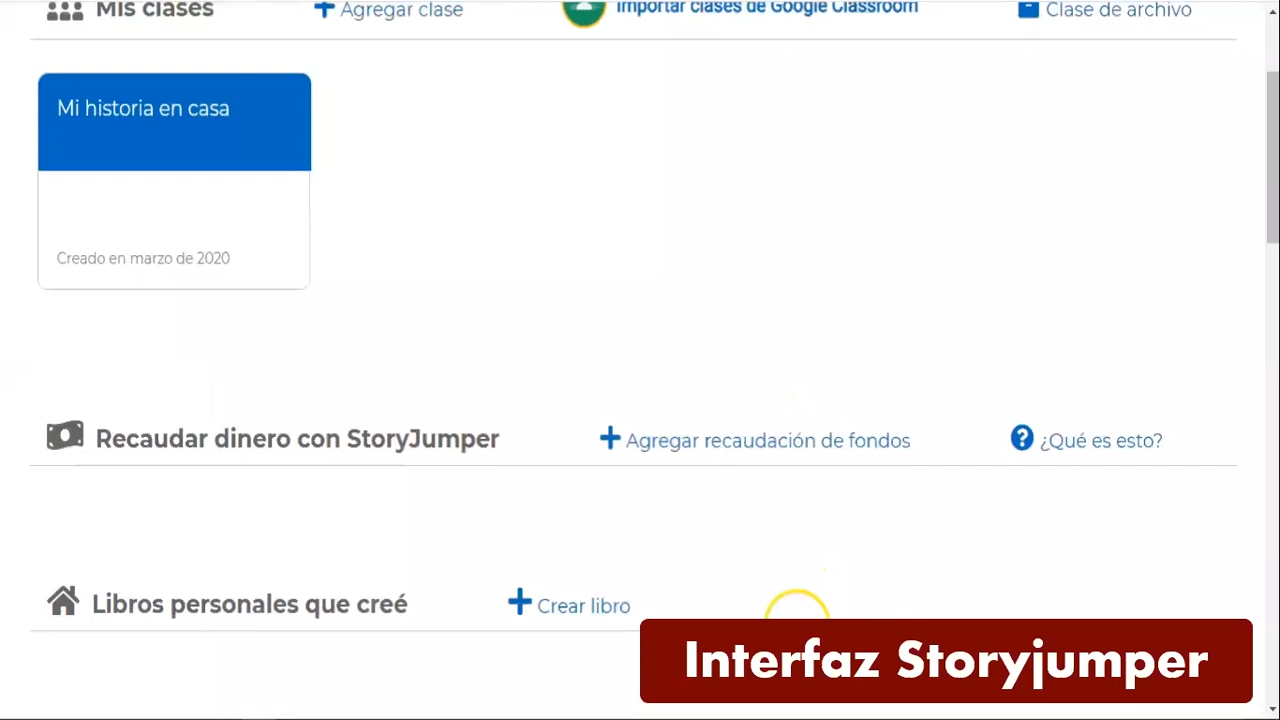 Mis clases
Agregar clase
Importar clases de Google Classroom
Clase de archivo
Mi historia en casa
Creado en marzo de 2020
Recaudar dinero con StoryJumper
Agregar recaudación de fondos
¿Qué es esto?
Libros personales que creé
Crear libro
Interfaz Storyjumper